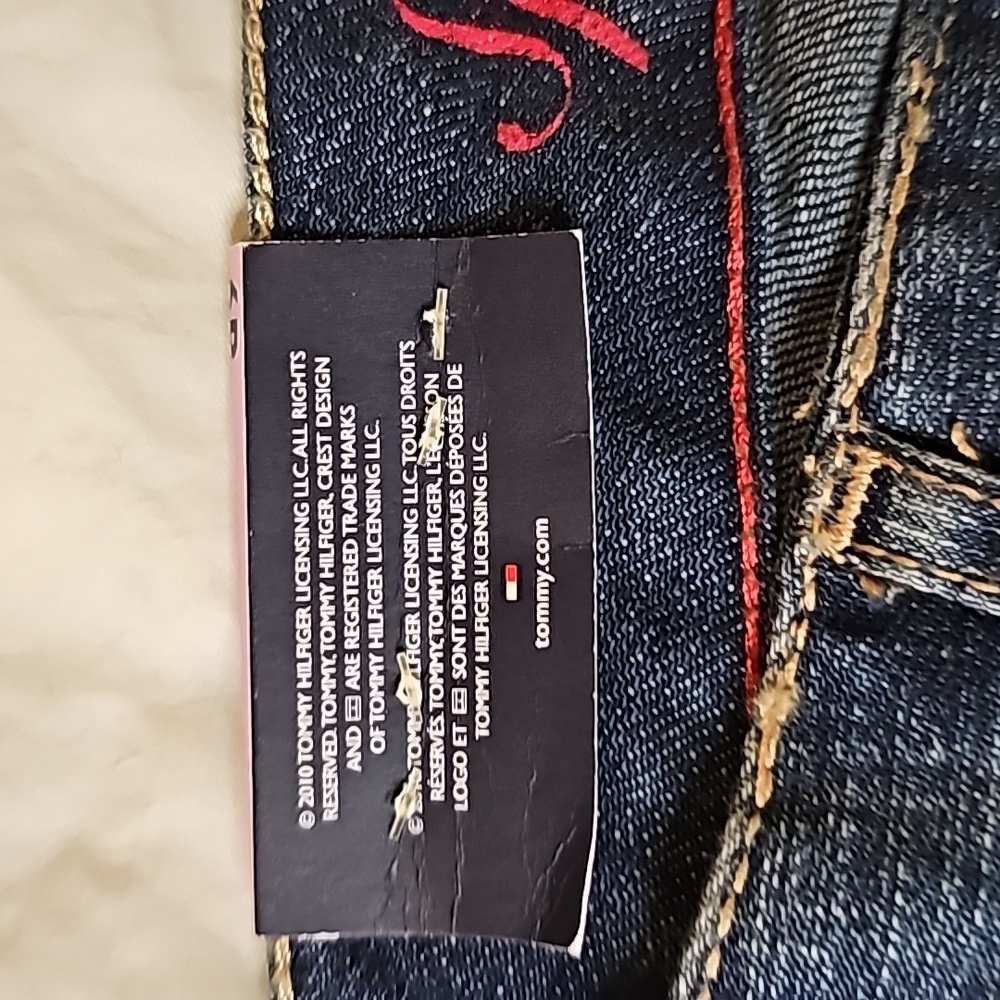 © 2010 TOMMY HILFIGER LICENSING LLC. ALL RIGHTS
RESERVED. TOMMY, TOMMY HILFIGER, CREST DESIGN
AND ARE REGISTERED TRADE MARKS
OF TOMMY HILFIGER LICENSING LLC.
© TOMMY HILFIGER LICENSING LLC. TOUS DROITS
RÉSERVÉS. TOMMY, TOMMY HILFIGER,
LOGO ET SONT DES MARQUES DÉPOSÉES DE
TOMMY HILFIGER LICENSING LLC.
tommy.com